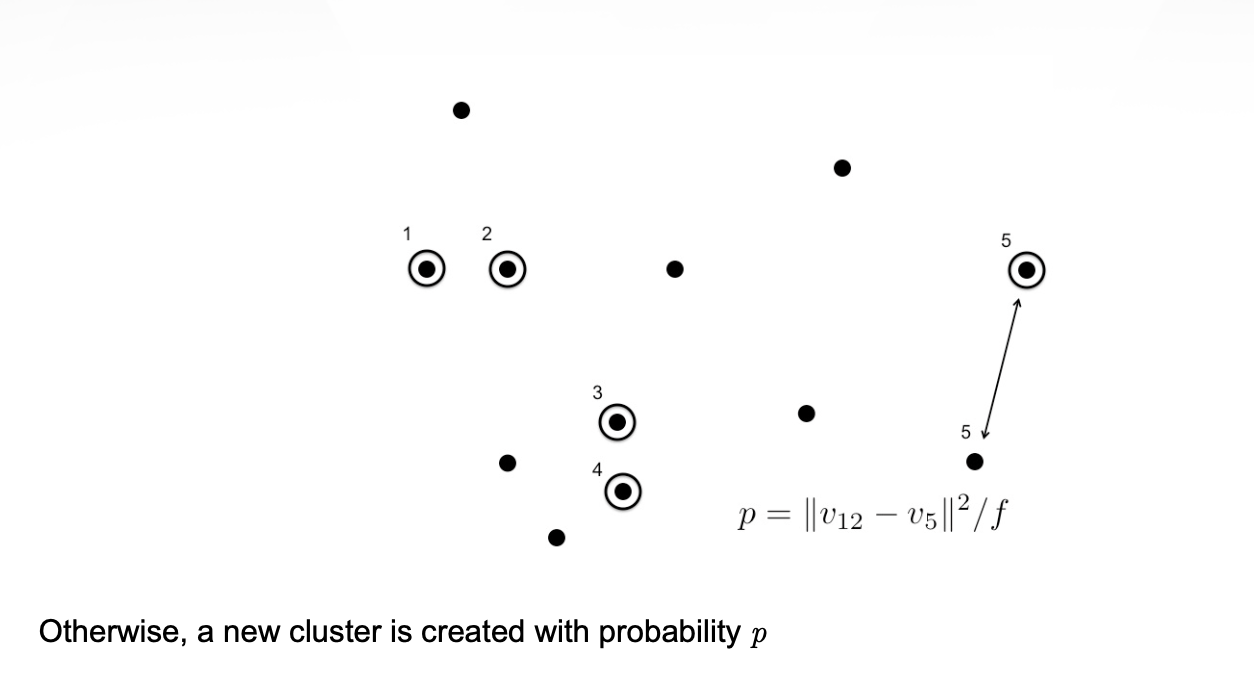 1 2
5
3
5
4
p = ‖v₁₂ − v₅‖²/f
Otherwise, a new cluster is created with probability p